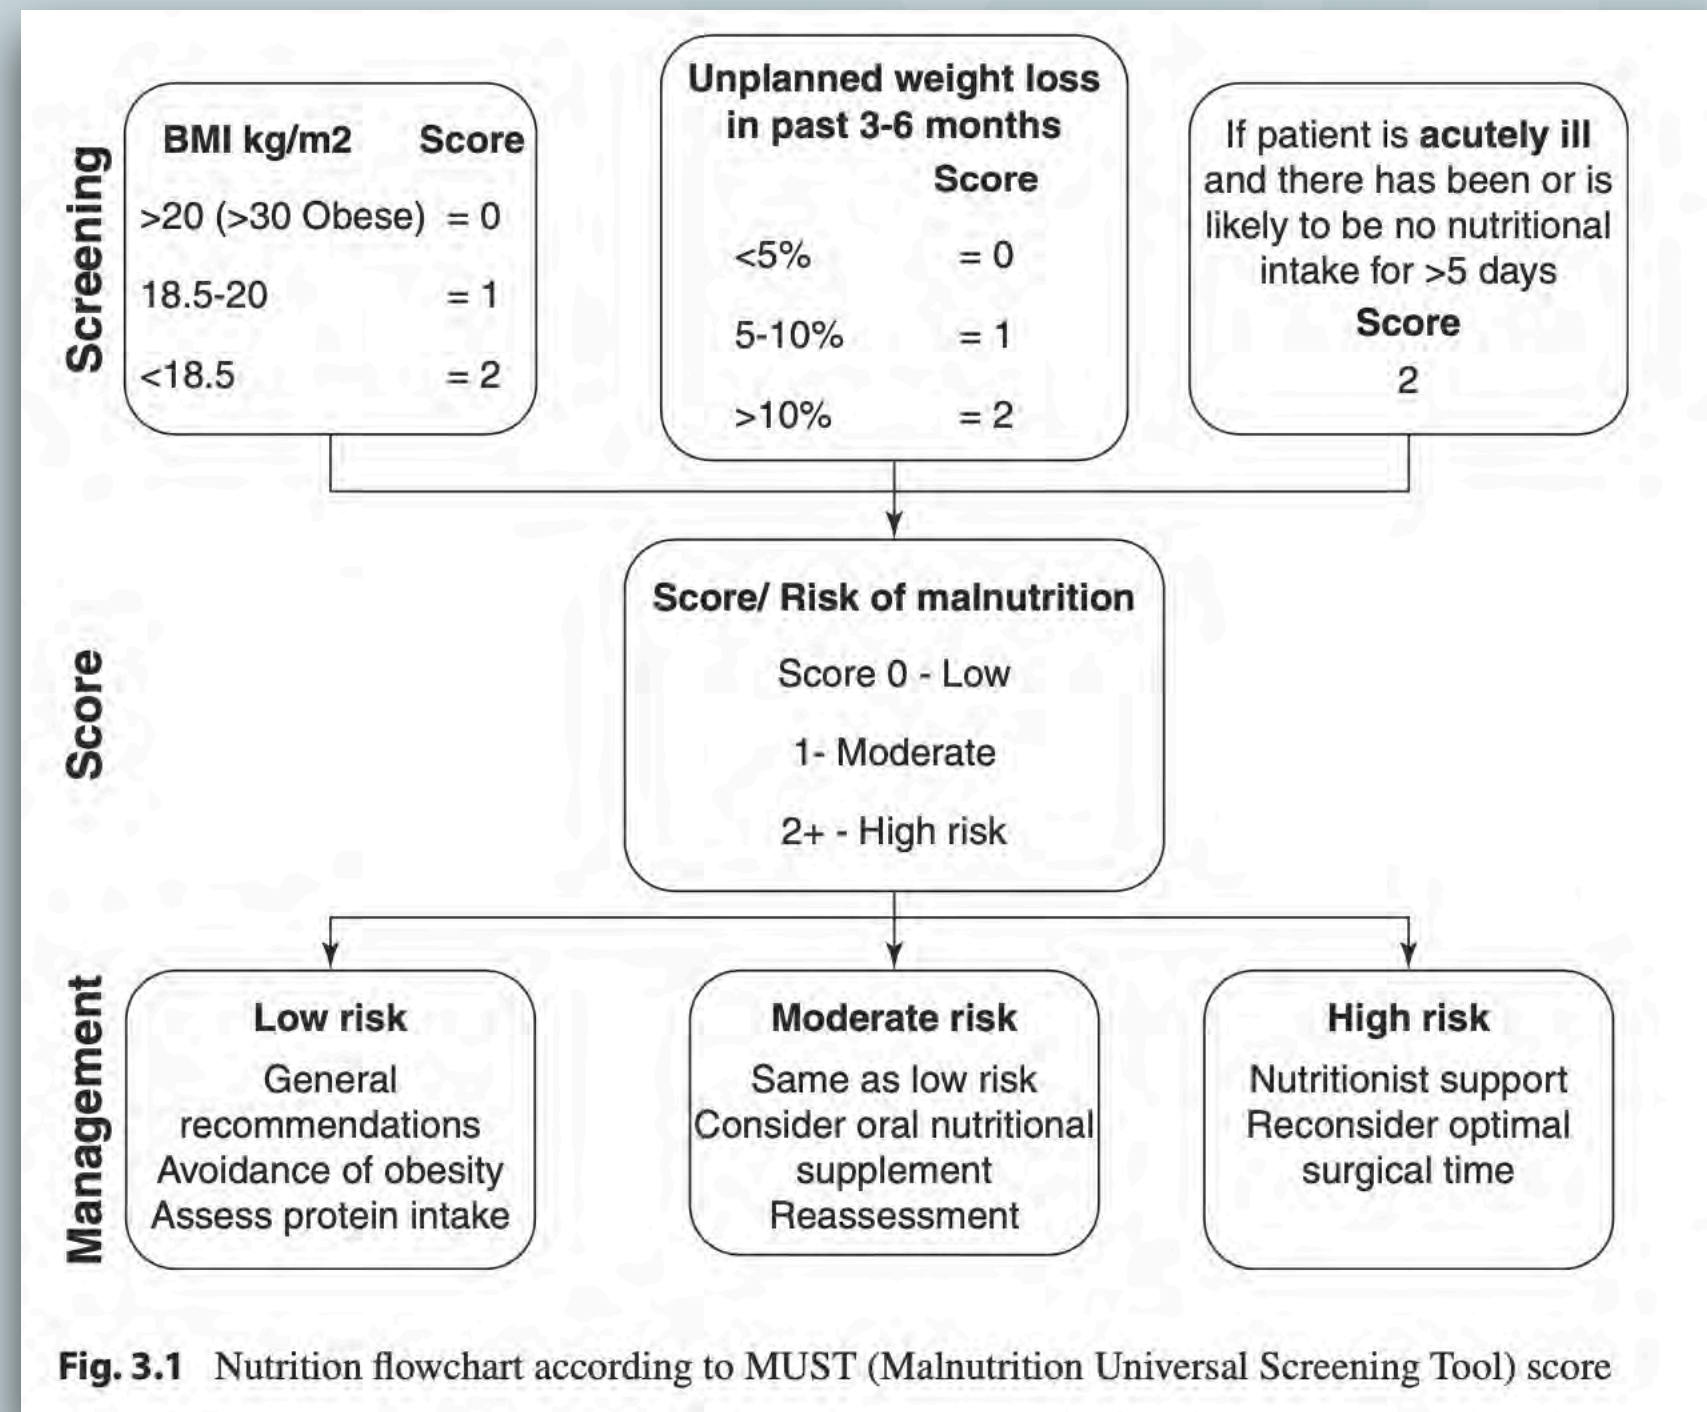 Screening
BMI kg/m2 Score
>20 (>30 Obese) = 0
18.5-20 = 1
<18.5 = 2
Unplanned weight loss
in past 3-6 months
Score
<5% = 0
5-10% = 1
>10% = 2
If patient is acutely ill
and there has been or is
likely to be no nutritional
intake for >5 days
Score
2
Score
Score/ Risk of malnutrition
Score 0 - Low
1- Moderate
2+ - High risk
Management
Low risk
General
recommendations
Avoidance of obesity
Assess protein intake
Moderate risk
Same as low risk
Consider oral nutritional
supplement
Reassessment
High risk
Nutritionist support
Reconsider optimal
surgical time
Fig. 3.1 Nutrition flowchart according to MUST (Malnutrition Universal Screening Tool) score